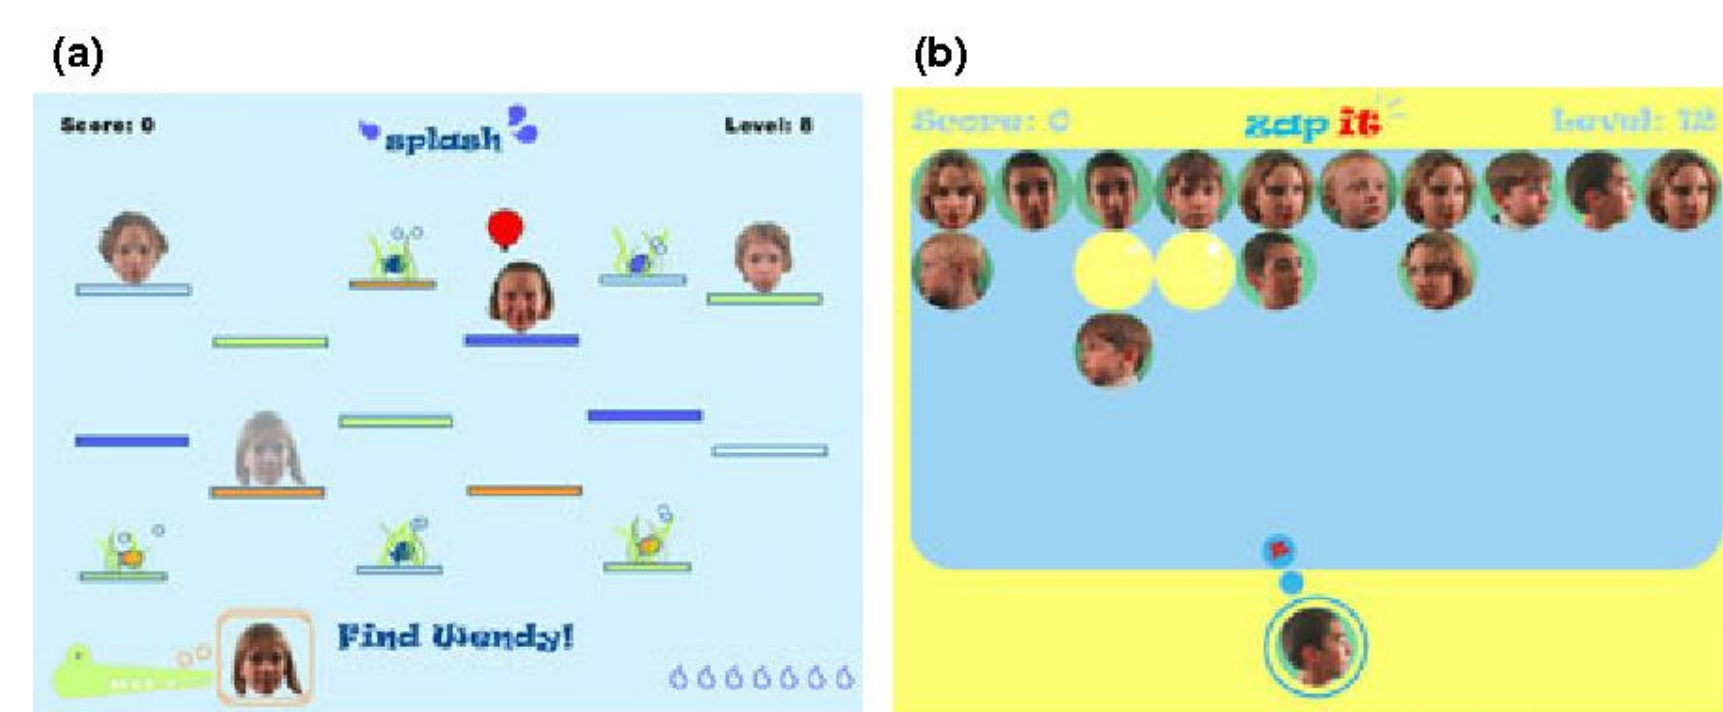 (a)
(b)
Score: 0
splash
Level: 8
Score: 0
zap it
Level: 12
Find Wendy!